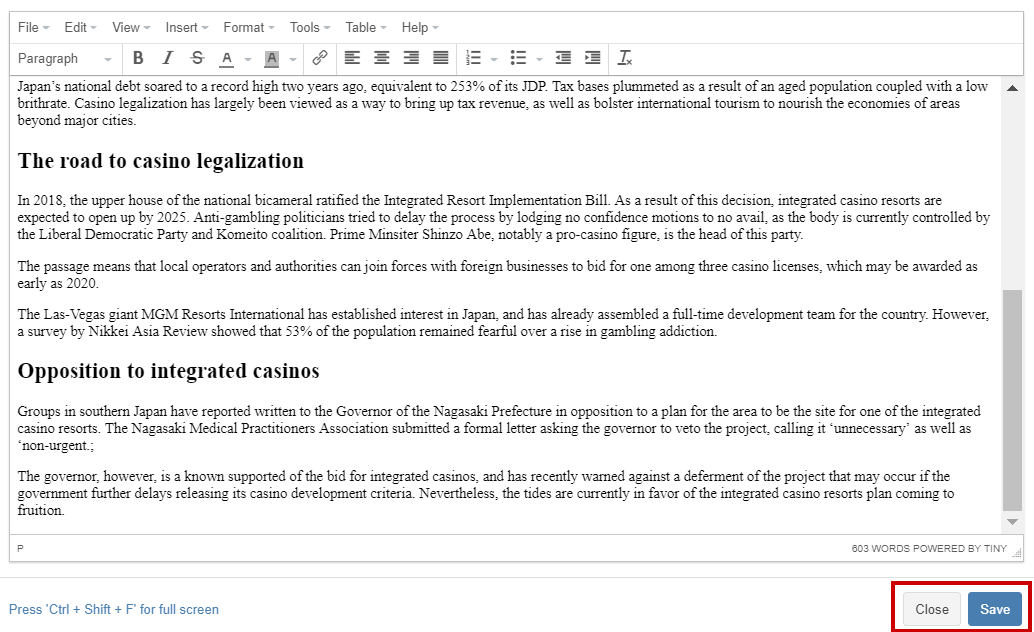 File Edit View Insert Format Tools Table Help
Paragraph B I S A A
Japan's national debt soared to a record high two years ago, equivalent to 253% of its JDP. Tax bases plummeted as a result of an aged population coupled with a low
brithrate. Casino legalization has largely been viewed as a way to bring up tax revenue, as well as bolster international tourism to nourish the economies of areas
beyond major cities.
The road to casino legalization
In 2018, the upper house of the national bicameral ratified the Integrated Resort Implementation Bill. As a result of this decision, integrated casino resorts are
expected to open up by 2025. Anti-gambling politicians tried to delay the process by lodging no confidence motions to no avail, as the body is currently controlled by
the Liberal Democratic Party and Komeito coalition. Prime Minsiter Shinzo Abe, notably a pro-casino figure, is the head of this party.
The passage means that local operators and authorities can join forces with foreign businesses to bid for one among three casino licenses, which may be awarded as
early as 2020.
The Las-Vegas giant MGM Resorts International has established interest in Japan, and has already assembled a full-time development team for the country. However,
a survey by Nikkei Asia Review showed that 53% of the population remained fearful over a rise in gambling addiction.
Opposition to integrated casinos
Groups in southern Japan have reported written to the Governor of the Nagasaki Prefecture in opposition to a plan for the area to be the site for one of the integrated
casino resorts. The Nagasaki Medical Practitioners Association submitted a formal letter asking the governor to veto the project, calling it ‘unnecessary’ as well as
‘non-urgent.;
The governor, however, is a known supported of the bid for integrated casinos, and has recently warned against a deferment of the project that may occur if the
government further delays releasing its casino development criteria. Nevertheless, the tides are currently in favor of the integrated casino resorts plan coming to
fruition.
P 603 WORDS POWERED BY TINY
Press 'Ctrl + Shift + F' for full screen Close Save